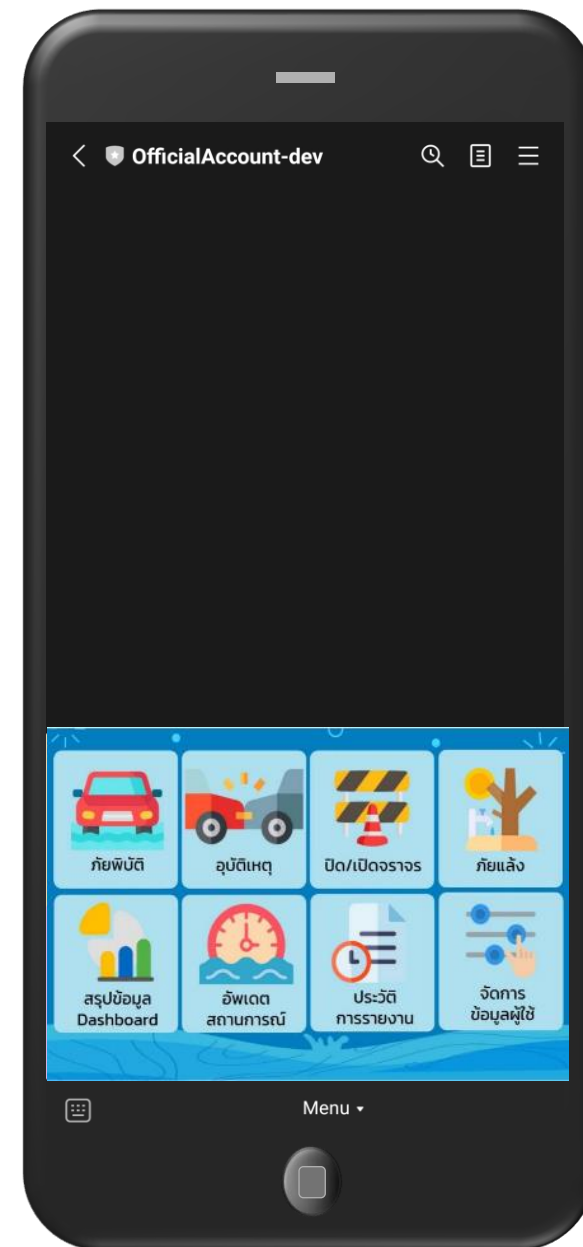 OfficialAccount-dev
ภัยพิบัติ
อุบัติเหตุ
ปิด/เปิดจราจร
ภัยแล้ง
สรุปข้อมูล
Dashboard
อัพเดต
สถานการณ์
ประวัติ
การรายงาน
จัดการ
ข้อมูลผู้ใช้
Menu